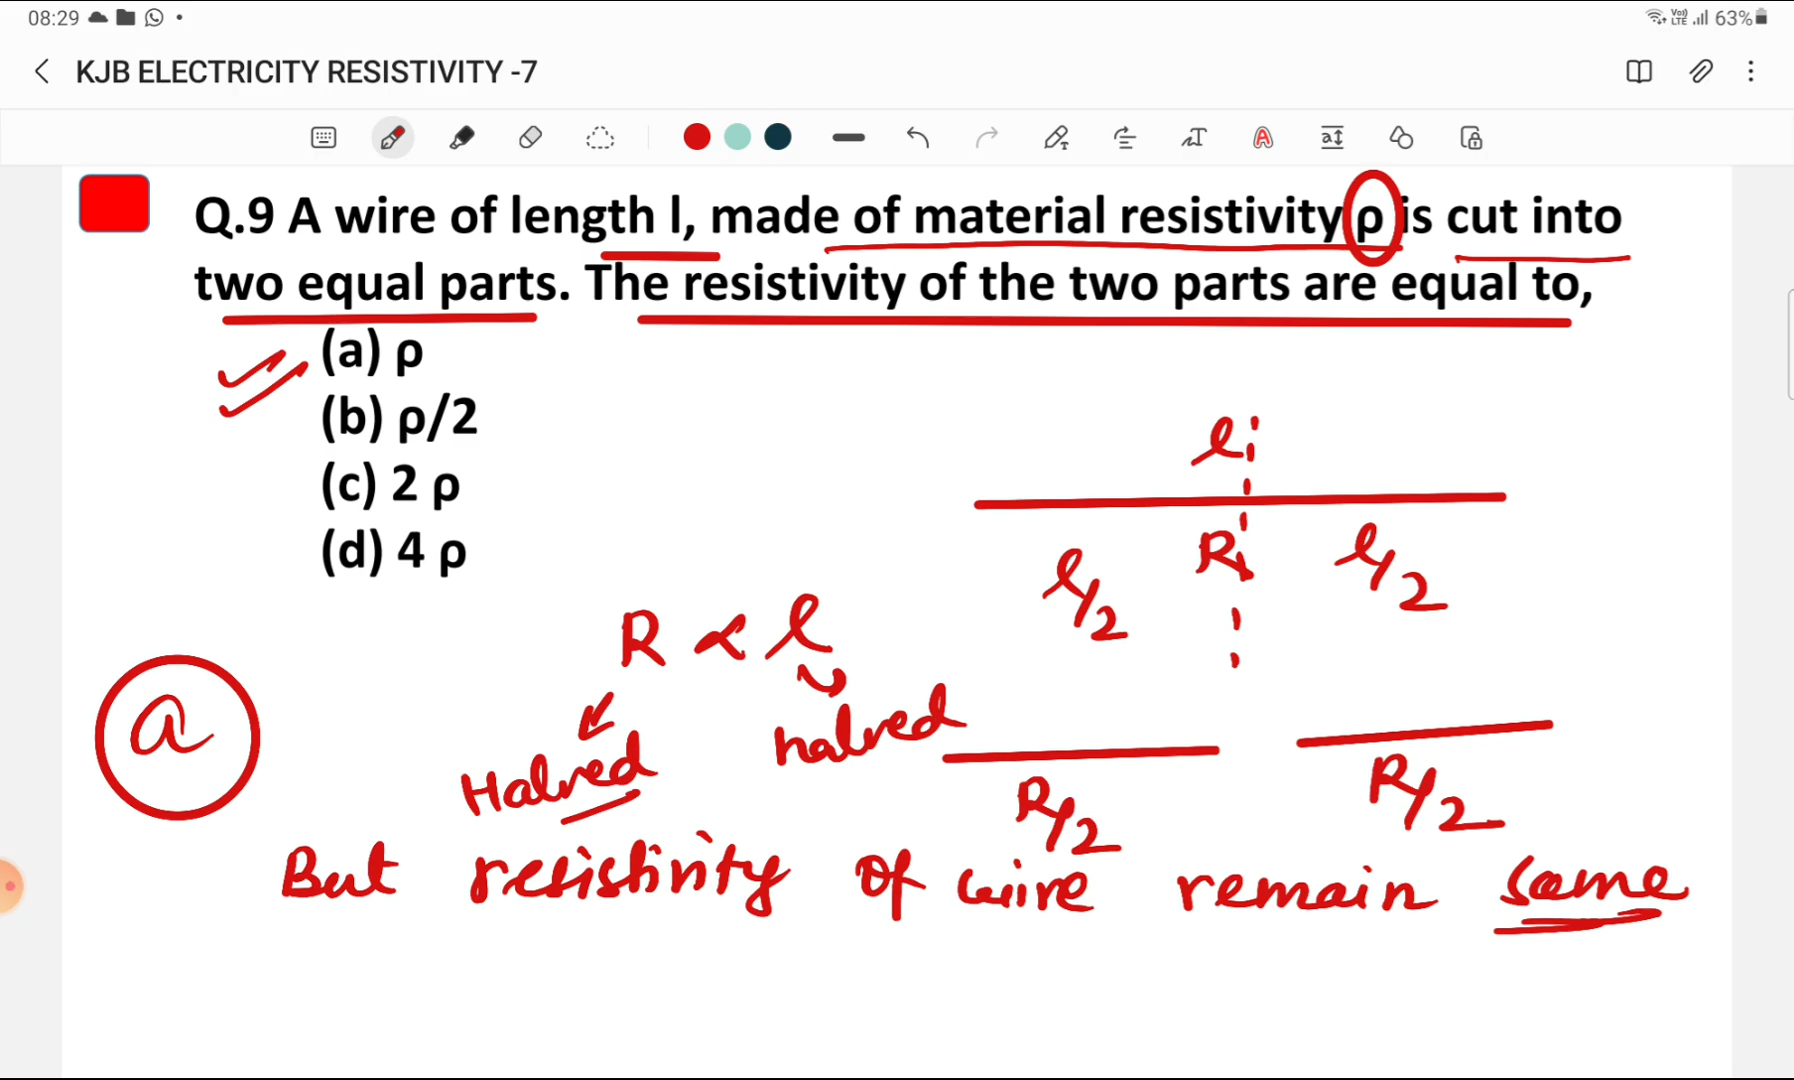 08:29
Vo) LTE 63%
KJB ELECTRICITY RESISTIVITY -7
Q.9 A wire of length l, made of material resistivity ρ is cut into
two equal parts. The resistivity of the two parts are equal to,
(a) ρ
(b) ρ/2
(c) 2 ρ
(d) 4 ρ
l
R
l/2
l/2
R ∝ l
a
Halved
halved
R/2
R/2
But resistivity of wire remain same